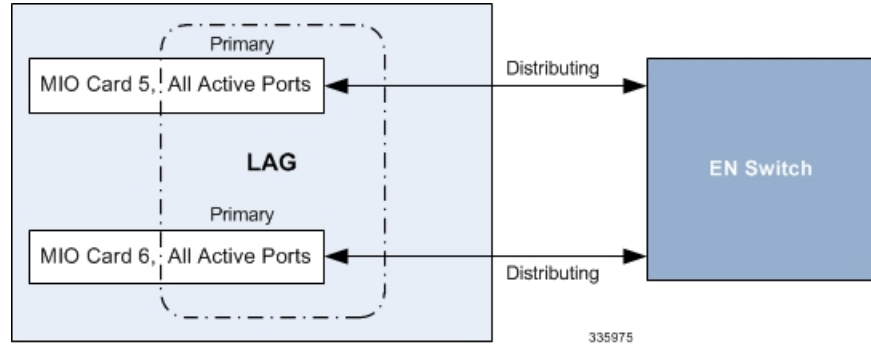 Primary
MIO Card 5, All Active Ports
Distributing
LAG
EN Switch
Primary
MIO Card 6, All Active Ports
Distributing
335975